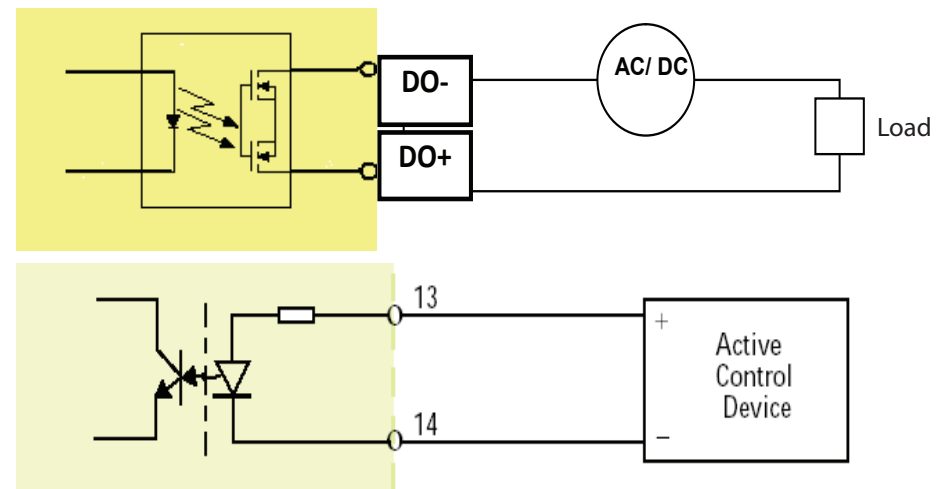 DO-
AC/ DC
Load
DO+
13
+
Active
Control
Device
14
−